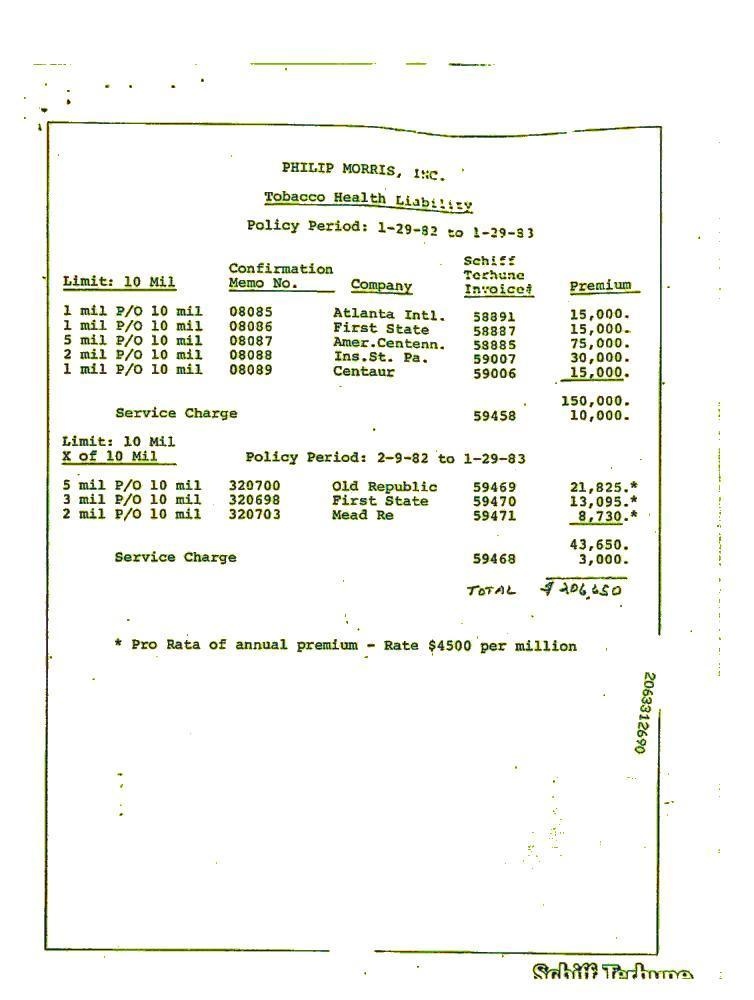 PHILIP MORRIS, INC.
Tobacco Health Liability
Policy Period: 1-29-82 to 1-29-83
Limit: 10 Mil Confirmation Memo No. Company Schiff Terhune Invoice# Premium
1 mil P/O 10 mil 08085 Atlanta Intl. 58891 15,000.
1 mil P/O 10 mil 08086 First State 58887 15,000.
5 mil P/O 10 mil 08087 Amer.Centenn. 58885 75,000.
2 mil P/O 10 mil 08088 Ins.St. Pa. 59007 30,000.
1 mil P/O 10 mil 08089 Centaur 59006 15,000.
150,000.
Service Charge 59458 10,000.
Limit: 10 Mil
X of 10 Mil Policy Period: 2-9-82 to 1-29-83
5 mil P/O 10 mil 320700 Old Republic 59469 21,825.*
3 mil P/O 10 mil 320698 First State 59470 13,095.*
2 mil P/O 10 mil 320703 Mead Re 59471 8,730.*
43,650.
Service Charge 59468 3,000.
TOTAL $206,650
* Pro Rata of annual premium - Rate $4500 per million
2063312690
Schiff Terhune